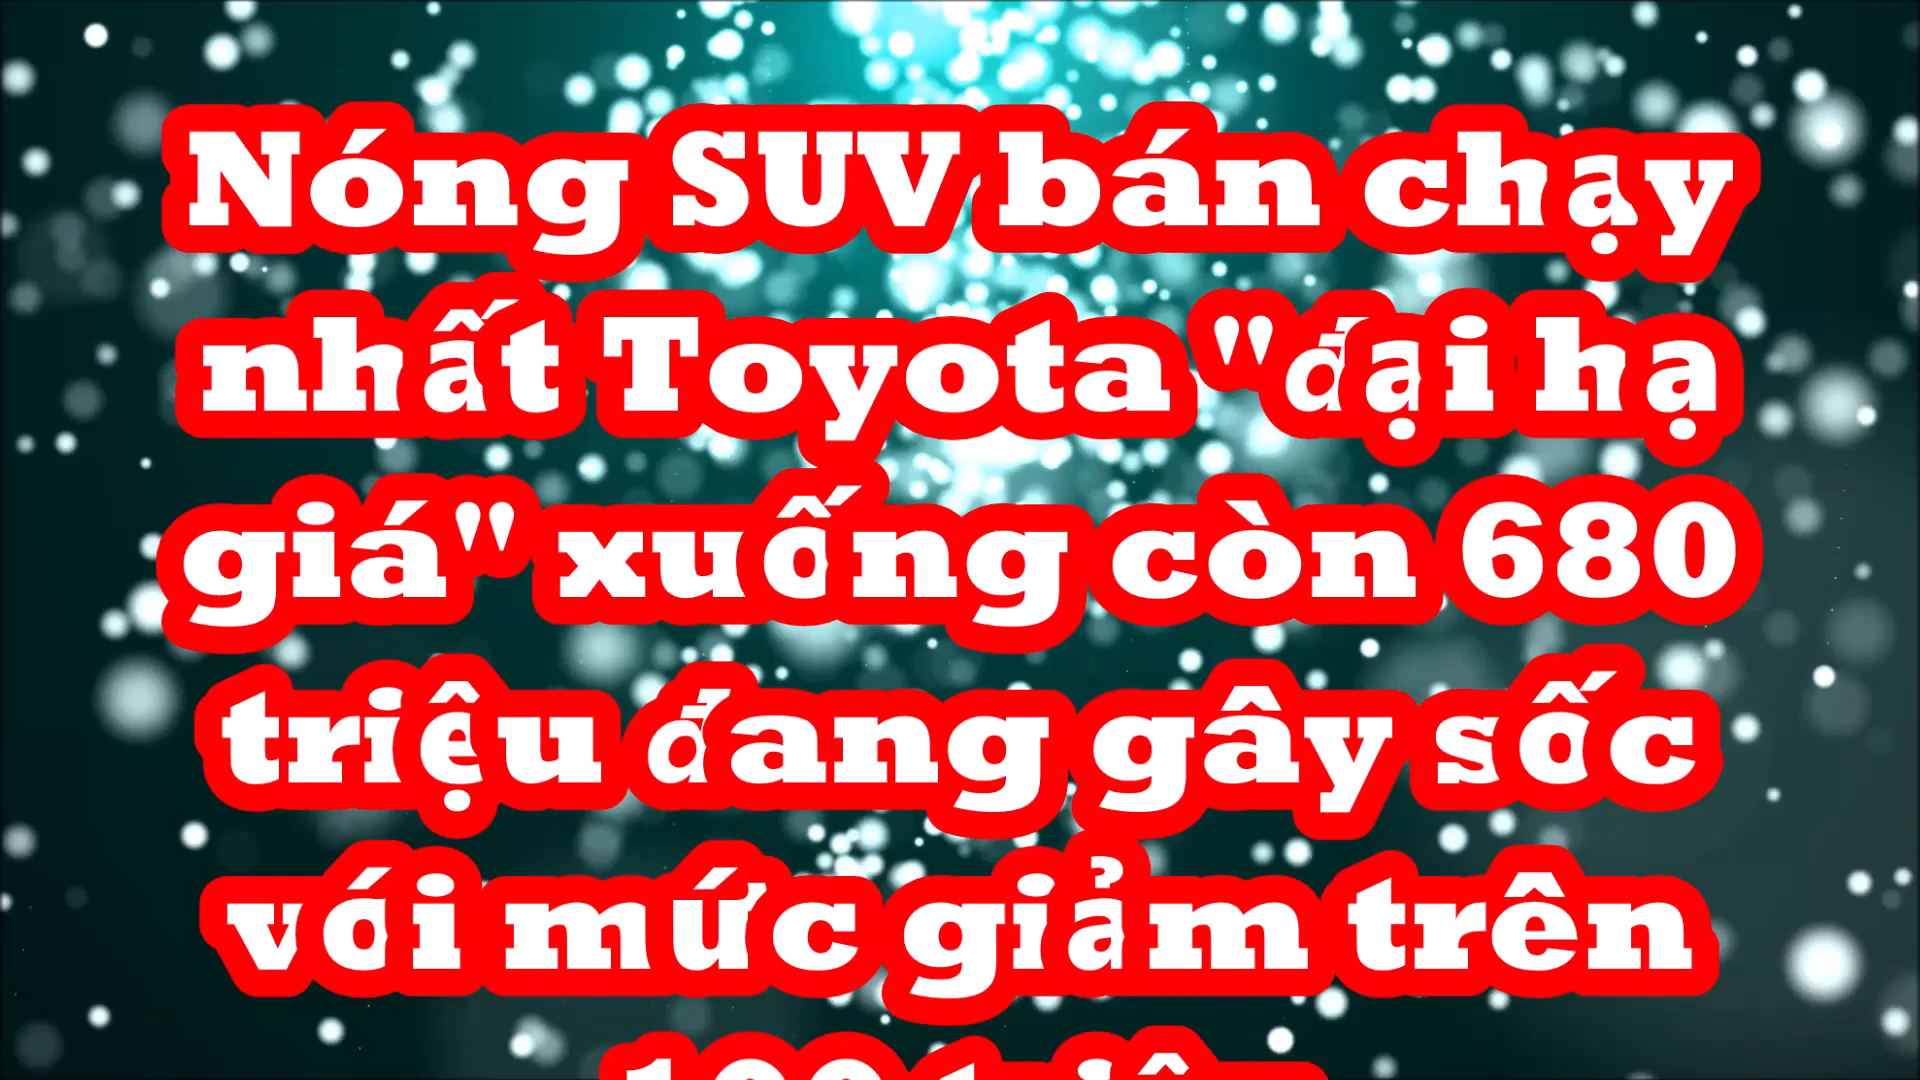 Nóng SUV bán chạy
nhất Toyota "đại hạ
giá" xuống còn 680
triệu đang gây sốc
với mức giảm trên